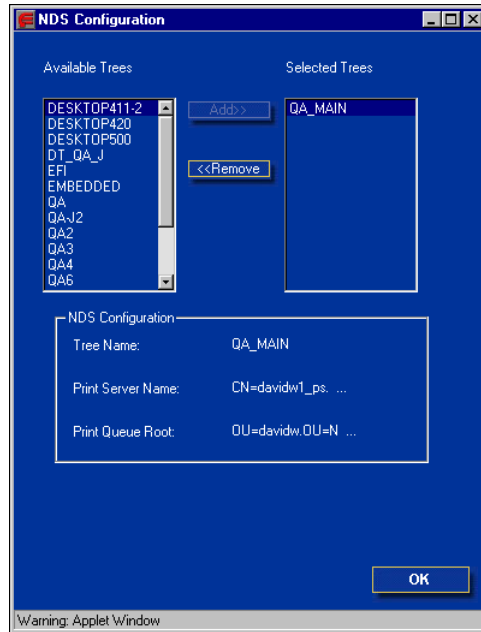 NDS Configuration
Available Trees
Selected Trees
DESKTOP411-2
DESKTOP420
DESKTOP500
DT_QA_J
EFI
EMBEDDED
QA
QA-J2
QA2
QA3
QA4
QA6
Add>>
<<Remove
QA_MAIN
NDS Configuration
Tree Name: QA_MAIN
Print Server Name: CN=davidw1_ps. ...
Print Queue Root: OU=davidw.OU=N ...
OK
Warning: Applet Window